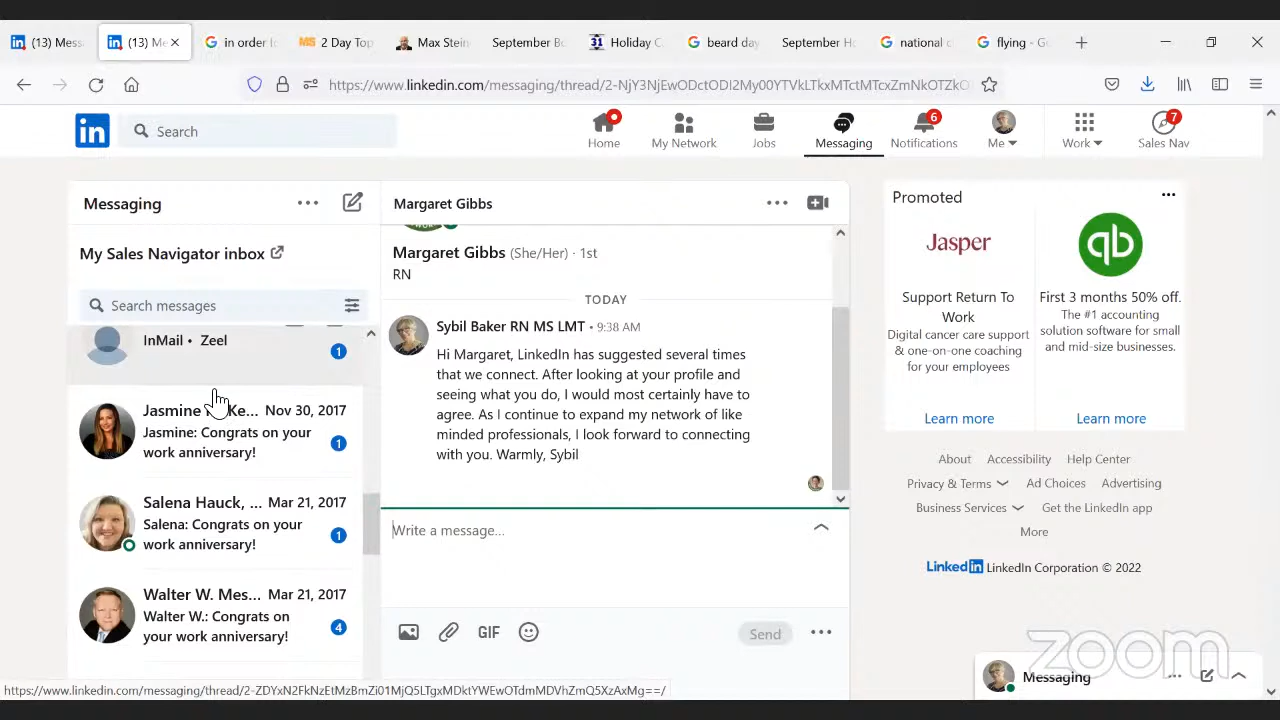 (13) Mess
(13) Me
in order t
MS 2 Day Top
Max Stein
September Bo
31 Holiday C
beard day
September Ho
national c
flying - Go
https://www.linkedin.com/messaging/thread/2-NjY3NjEwODctODI2My00YTVkLTkxMTctMTcxZmNkOTZkO
in
Search
Home
My Network
Jobs
Messaging
6
Notifications
Me
Work
7
Sales Nav
Messaging
My Sales Navigator inbox
Search messages
InMail • Zeel
1
Jasmine
Ke... Nov 30, 2017
Jasmine: Congrats on your
work anniversary!
1
Salena Hauck, ... Mar 21, 2017
Salena: Congrats on your
work anniversary!
1
Walter W. Mes... Mar 21, 2017
Walter W.: Congrats on
your work anniversary!
4
Margaret Gibbs
Margaret Gibbs (She/Her) · 1st
RN
TODAY
Sybil Baker RN MS LMT • 9:38 AM
Hi Margaret, LinkedIn has suggested several times
that we connect. After looking at your profile and
seeing what you do, I would most certainly have to
agree. As I continue to expand my network of like
minded professionals, I look forward to connecting
with you. Warmly, Sybil
Write a message...
GIF
Send
Promoted
Jasper
Support Return To
Work
Digital cancer care support
& one-on-one coaching
for your employees
Learn more
qb
First 3 months 50% off.
The #1 accounting
solution software for small
and mid-size businesses.
Learn more
About Accessibility Help Center
Privacy & Terms Ad Choices Advertising
Business Services Get the LinkedIn app
More
LinkedIn LinkedIn Corporation © 2022
zoom
Messaging
https://www.linkedin.com/messaging/thread/2-ZDYxN2FkNzEtMzBmZi01MjQ5LTgxMDktYWEwOTdmMDVhZmQ5XzAxMg==/